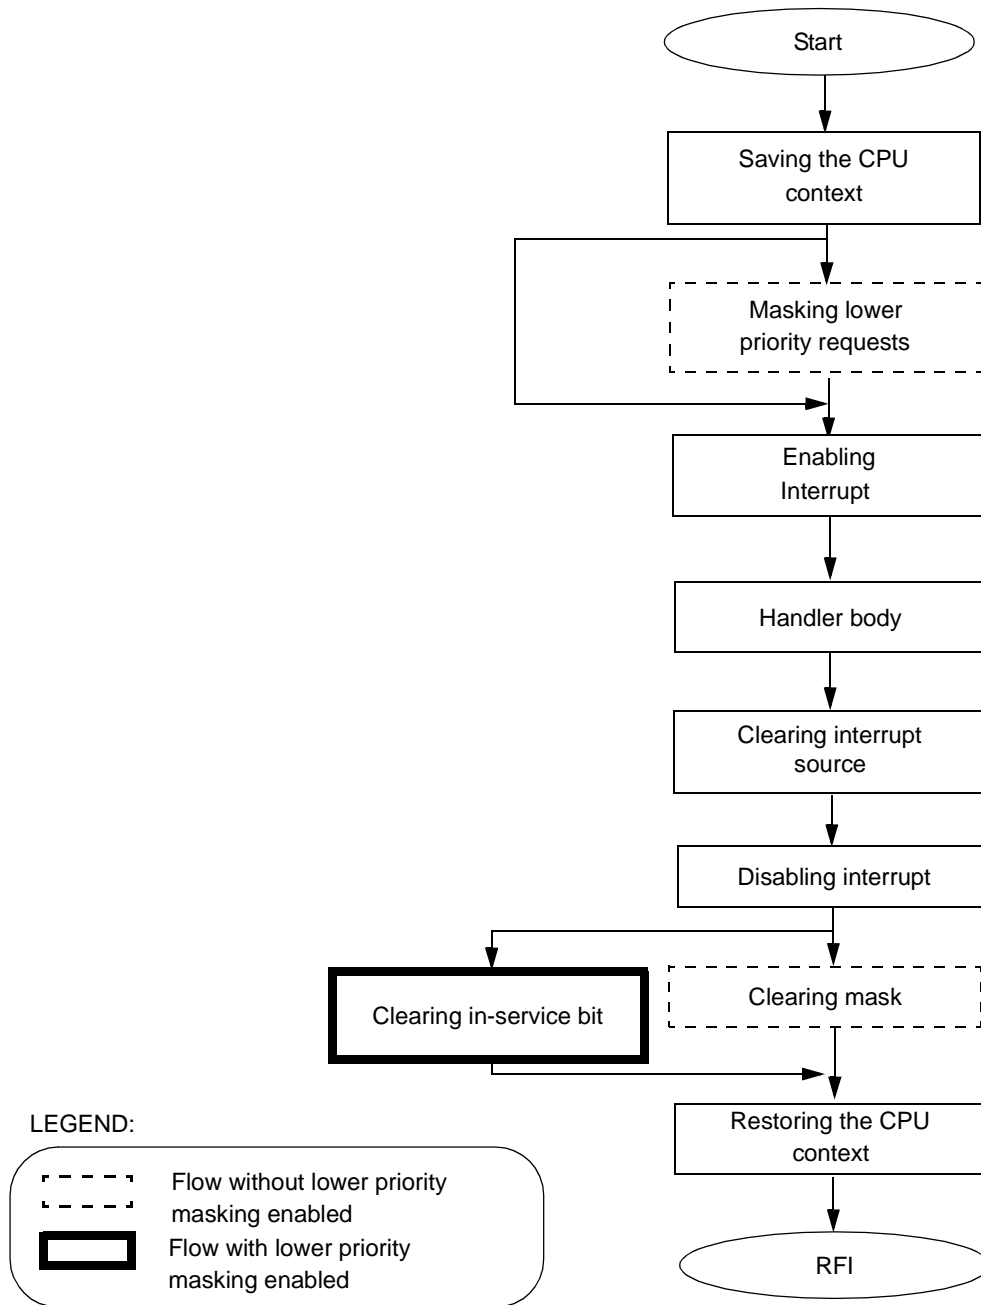 Start
Saving the CPU
context
Masking lower
priority requests
Enabling
Interrupt
Handler body
Clearing interrupt
source
Disabling interrupt
Clearing in-service bit
Clearing mask
Restoring the CPU
context
RFI
LEGEND:
Flow without lower priority
masking enabled
Flow with lower priority
masking enabled